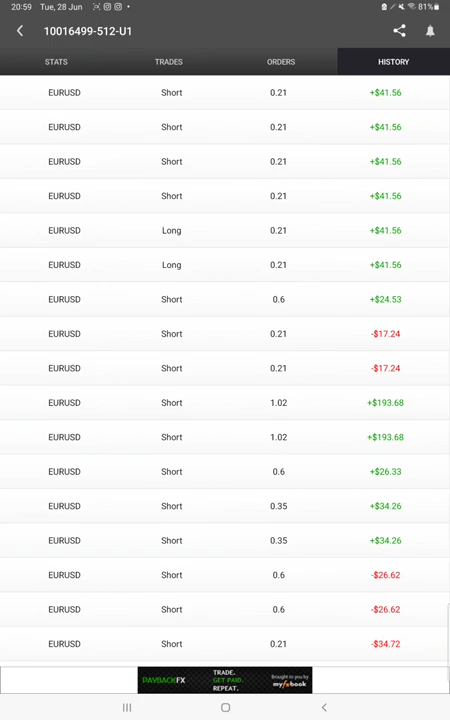 20:59 Tue, 28 Jun 81%
10016499-512-U1
STATS TRADES ORDERS HISTORY
EURUSD Short 0.21 +$41.56
EURUSD Short 0.21 +$41.56
EURUSD Short 0.21 +$41.56
EURUSD Short 0.21 +$41.56
EURUSD Long 0.21 +$41.56
EURUSD Long 0.21 +$41.56
EURUSD Short 0.6 +$24.53
EURUSD Short 0.21 -$17.24
EURUSD Short 0.21 -$17.24
EURUSD Short 1.02 +$193.68
EURUSD Short 1.02 +$193.68
EURUSD Short 0.6 +$26.33
EURUSD Short 0.35 +$34.26
EURUSD Short 0.35 +$34.26
EURUSD Short 0.6 -$26.62
EURUSD Short 0.6 -$26.62
EURUSD Short 0.21 -$34.72
PAYBACKFX
TRADE.
GET PAID.
REPEAT.
Brought to you by
myfxbook